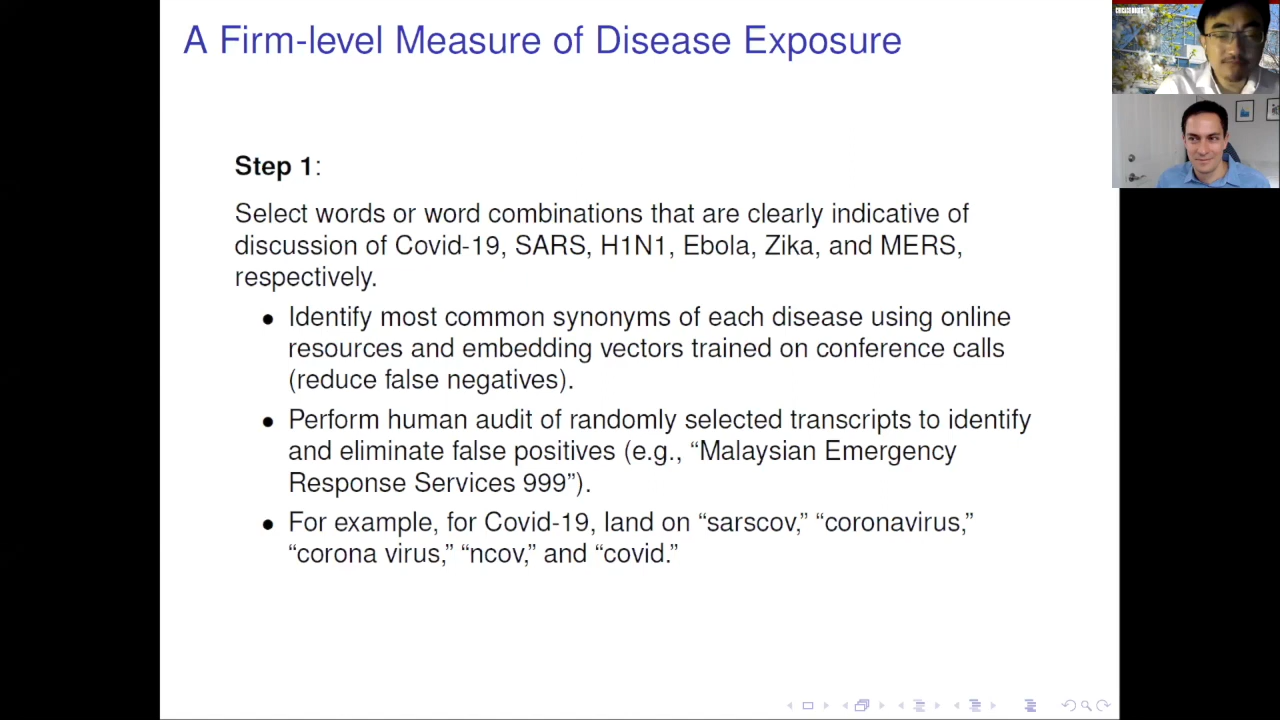 A Firm-level Measure of Disease Exposure
Step 1:
Select words or word combinations that are clearly indicative of
discussion of Covid-19, SARS, H1N1, Ebola, Zika, and MERS,
respectively.
• Identify most common synonyms of each disease using online
resources and embedding vectors trained on conference calls
(reduce false negatives).
• Perform human audit of randomly selected transcripts to identify
and eliminate false positives (e.g., “Malaysian Emergency
Response Services 999”).
• For example, for Covid-19, land on “sarscov,” “coronavirus,”
“corona virus,” “ncov,” and “covid.”